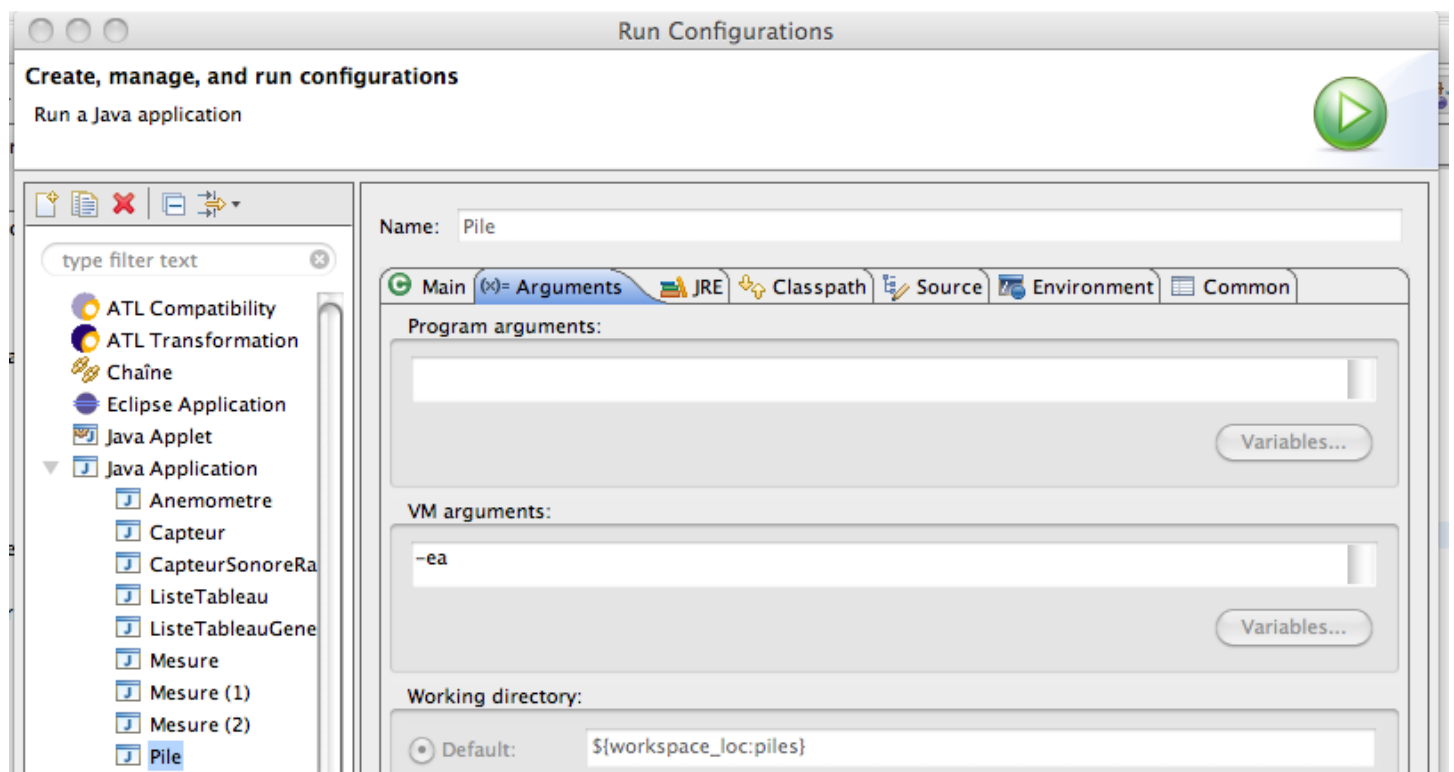 Run Configurations
Create, manage, and run configurations
Run a Java application
type filter text
ATL Compatibility
ATL Transformation
Chaîne
Eclipse Application
Java Applet
Java Application
Anemometre
Capteur
CapteurSonoreRa
ListeTableau
ListeTableauGene
Mesure
Mesure (1)
Mesure (2)
Pile
Name: Pile
Main (x)= Arguments JRE Classpath Source Environment Common
Program arguments:
Variables...
VM arguments:
-ea
Variables...
Working directory:
Default: ${workspace_loc:piles}